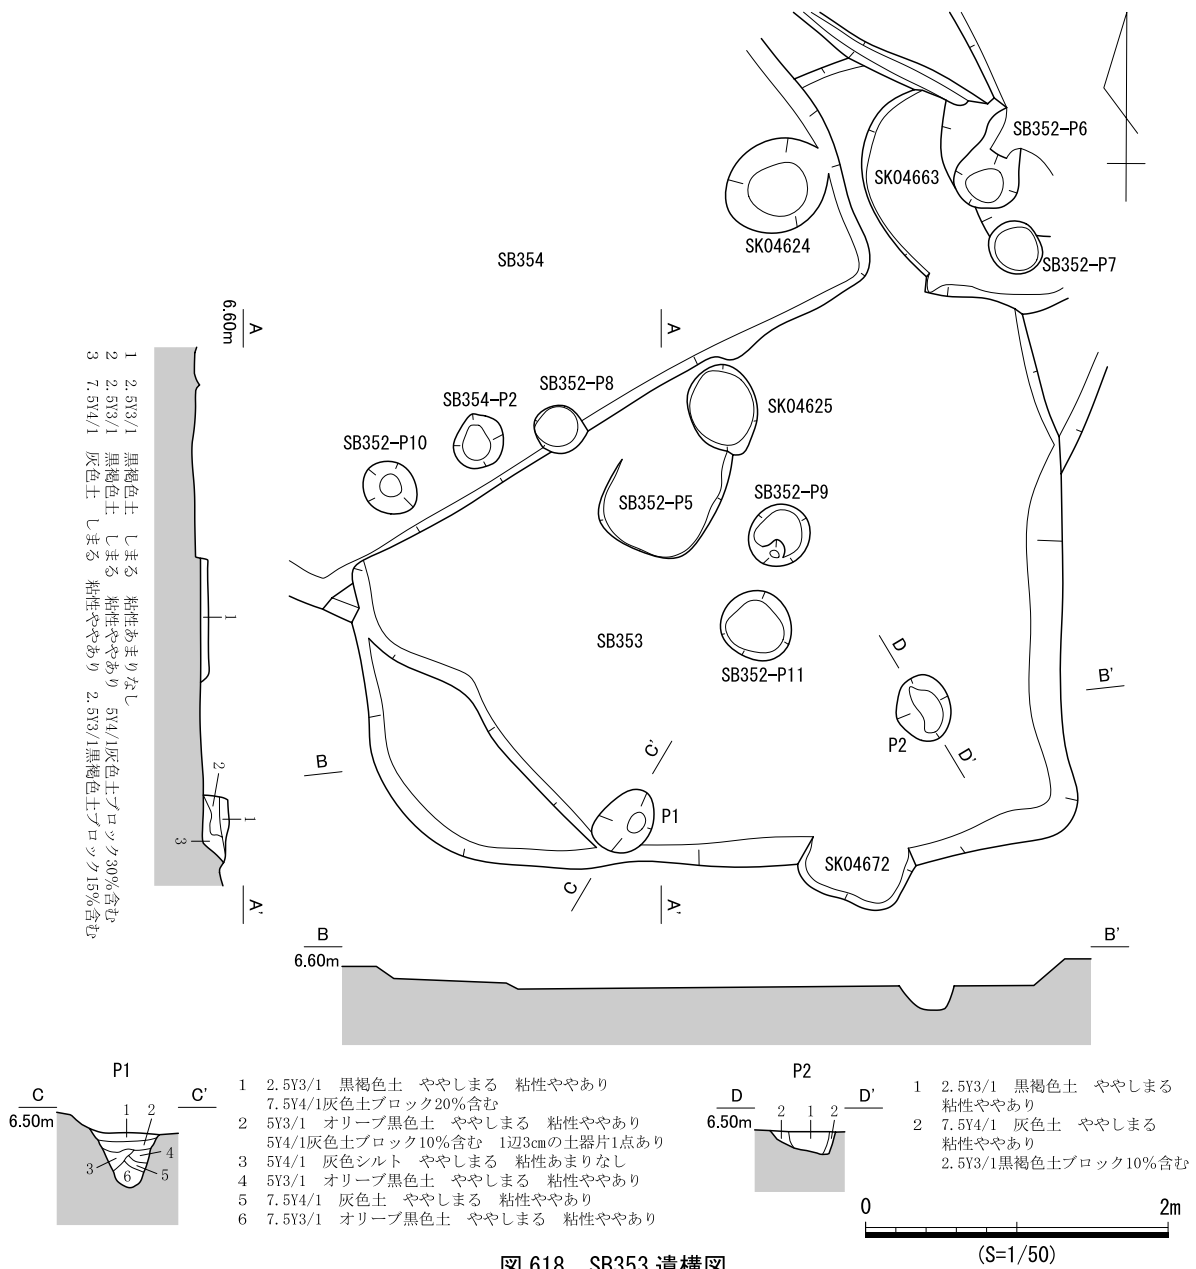 SB352-P6
SK04663
SK04624
SB352-P7
SB354
A
6.60m
A
SB352-P8
SB354-P2
SK04625
SB352-P10
SB352-P5
SB352-P9
1 2.5Y3/1 黒褐色土 しまる 粘性あまりなし
2 2.5Y3/1 黒褐色土 しまる 粘性ややあり 5Y4/1灰色土ブロック30%含む
3 7.5Y4/1 灰色土 しまる 粘性ややあり 2.5Y3/1黒褐色土ブロック15%含む
1
SB353
D
SB352-P11
B'
P2
C'
D'
B
2
1
3
P1
SK04672
C
A'
A'
B
B'
6.60m
P1
C
C'
6.50m
1
2
3
4
5
6
1 2.5Y3/1 黒褐色土 ややしまる 粘性ややあり
7.5Y4/1灰色土ブロック20%含む
2 5Y3/1 オリーブ黒色土 ややしまる 粘性ややあり
5Y4/1灰色土ブロック10%含む 1辺3㎝の土器片1点あり
3 5Y4/1 灰色シルト ややしまる 粘性あまりなし
4 5Y3/1 オリーブ黒色土 ややしまる 粘性ややあり
5 7.5Y4/1 灰色土 ややしまる 粘性ややあり
6 7.5Y3/1 オリーブ黒色土 ややしまる 粘性ややあり
P2
D
D'
6.50m
2
1
2
1 2.5Y3/1 黒褐色土 ややしまる
粘性ややあり
2 7.5Y4/1 灰色土 ややしまる
粘性ややあり
2.5Y3/1黒褐色土ブロック10%含む
0
2m
(S=1/50)
図 618 SB353 遺構図